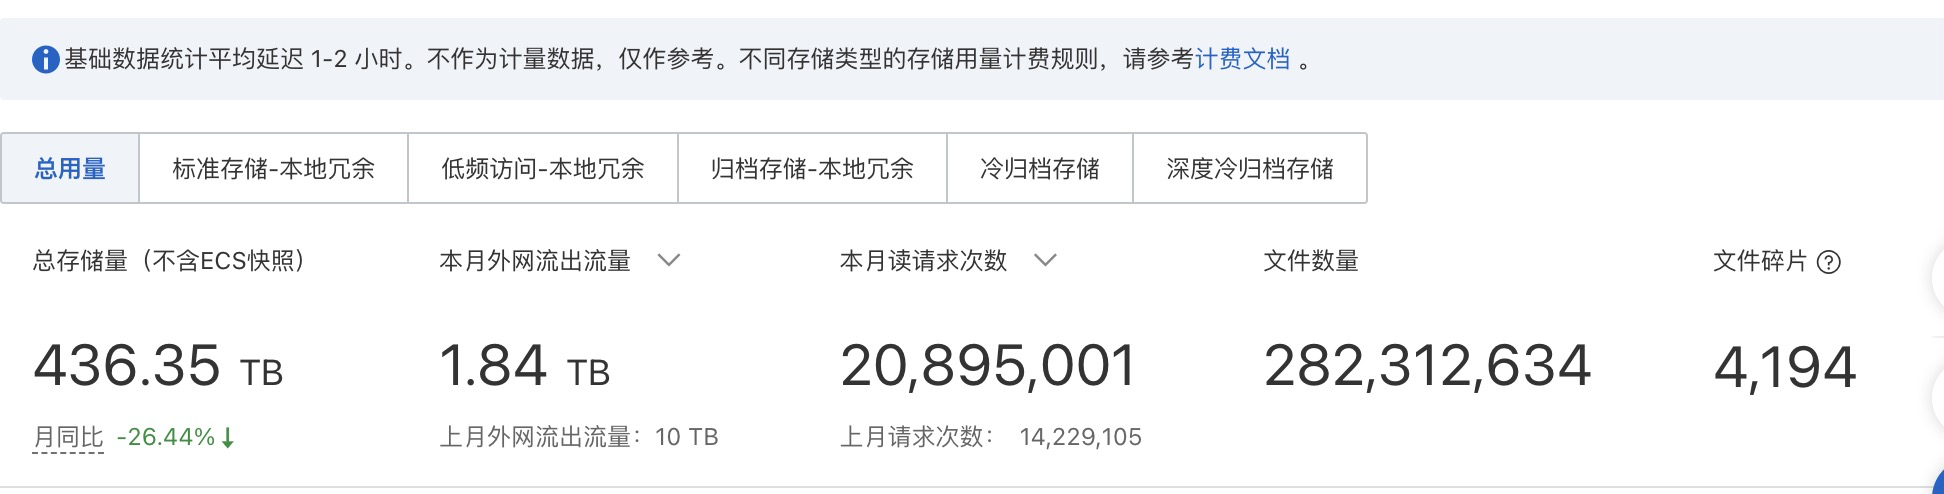 基础数据统计平均延迟 1-2 小时。不作为计量数据，仅作参考。不同存储类型的存储用量计费规则，请参考计费文档 。
总用量 标准存储-本地冗余 低频访问-本地冗余 归档存储-本地冗余 冷归档存储 深度冷归档存储
总存储量（不含ECS快照） 本月外网流出流量 本月读请求次数 文件数量 文件碎片
436.35 TB 1.84 TB 20,895,001 282,312,634 4,194
月同比 -26.44% 上月外网流出流量：10 TB 上月请求次数： 14,229,105